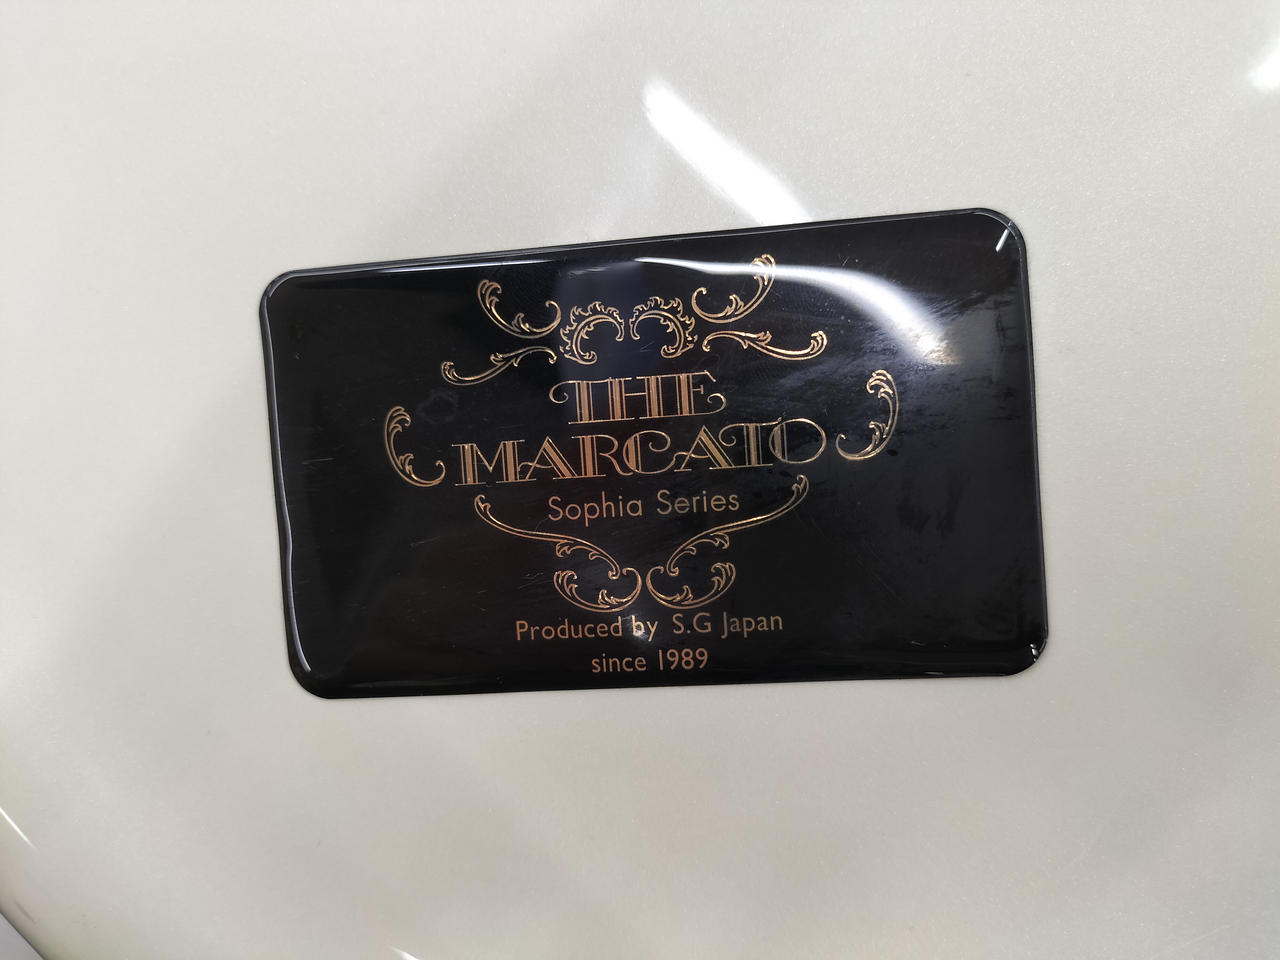 THE
MARCATO
Sophia Series
Produced by S.G Japan
since 1989